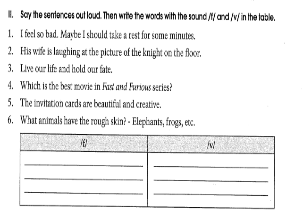 II. Say the sentences out loud. Then write the words with the sound /f/ and /v/ in the table.
1. I feel so bad. Maybe I should take a rest for some minutes.
2. His wife is laughing at the picture of the knight on the floor.
3. Live our life and hold our fate.
4. Which is the best movie in Fast and Furious series?
5. The invitation cards are beautiful and creative.
6. What animals have the rough skin? - Elephants, frogs, etc.
/f/ /v/